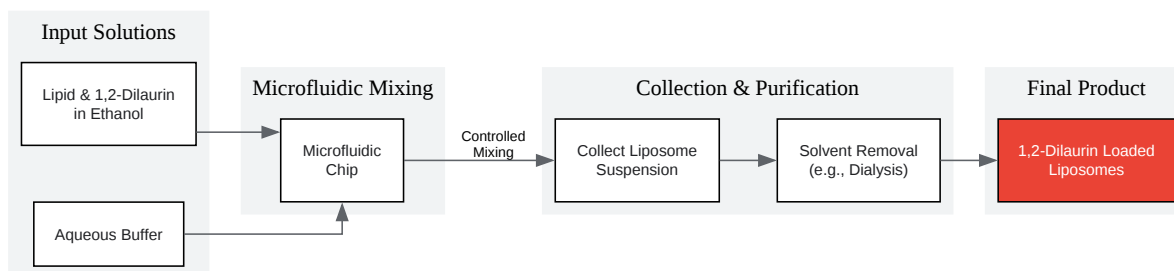 Input Solutions
Lipid & 1,2-Dilaurin
in Ethanol
Aqueous Buffer
Microfluidic Mixing
Microfluidic
Chip
Controlled
Mixing
Collection & Purification
Collect Liposome
Suspension
Solvent Removal
(e.g., Dialysis)
Final Product
1,2-Dilaurin Loaded
Liposomes